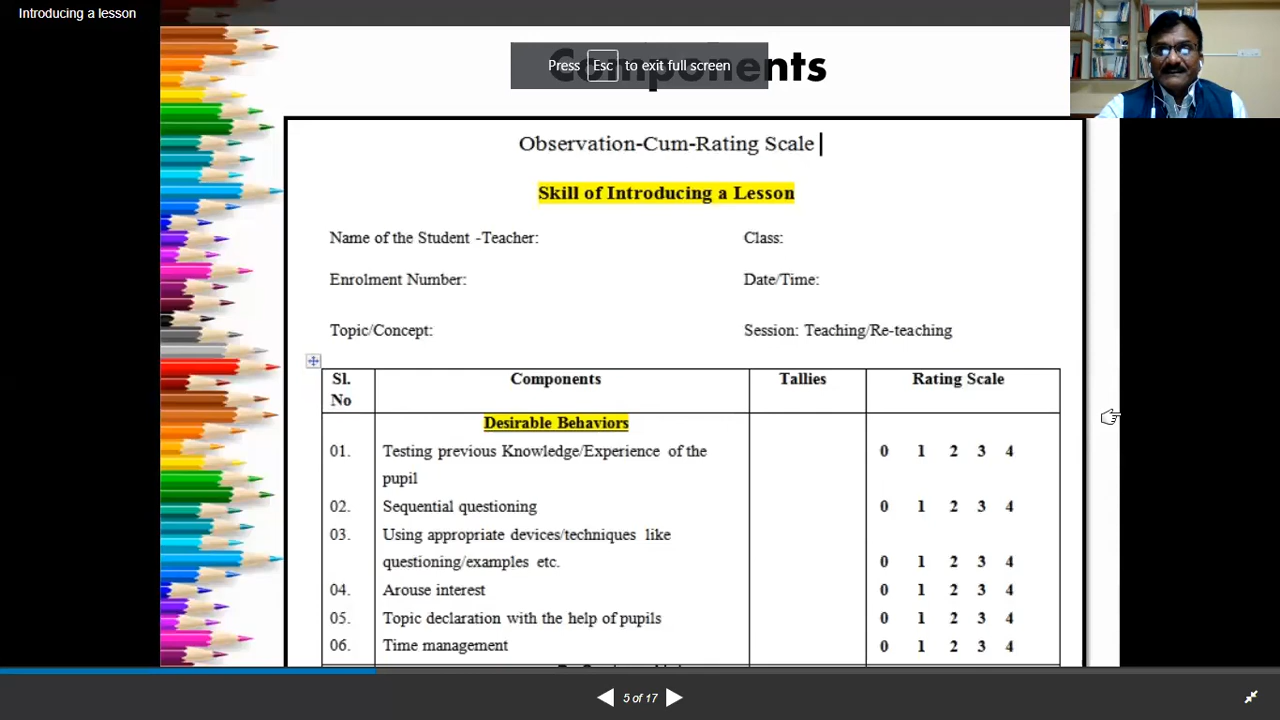 Introducing a lesson
Components
Press Esc to exit full screen
Observation-Cum-Rating Scale
Skill of Introducing a Lesson
Name of the Student -Teacher: Class:
Enrolment Number: Date/Time:
Topic/Concept: Session: Teaching/Re-teaching
Sl. No Components Tallies Rating Scale
Desirable Behaviors
01. Testing previous Knowledge/Experience of the 0 1 2 3 4
pupil
02. Sequential questioning 0 1 2 3 4
03. Using appropriate devices/techniques like
questioning/examples etc. 0 1 2 3 4
04. Arouse interest 0 1 2 3 4
05. Topic declaration with the help of pupils 0 1 2 3 4
06. Time management 0 1 2 3 4
5 of 17